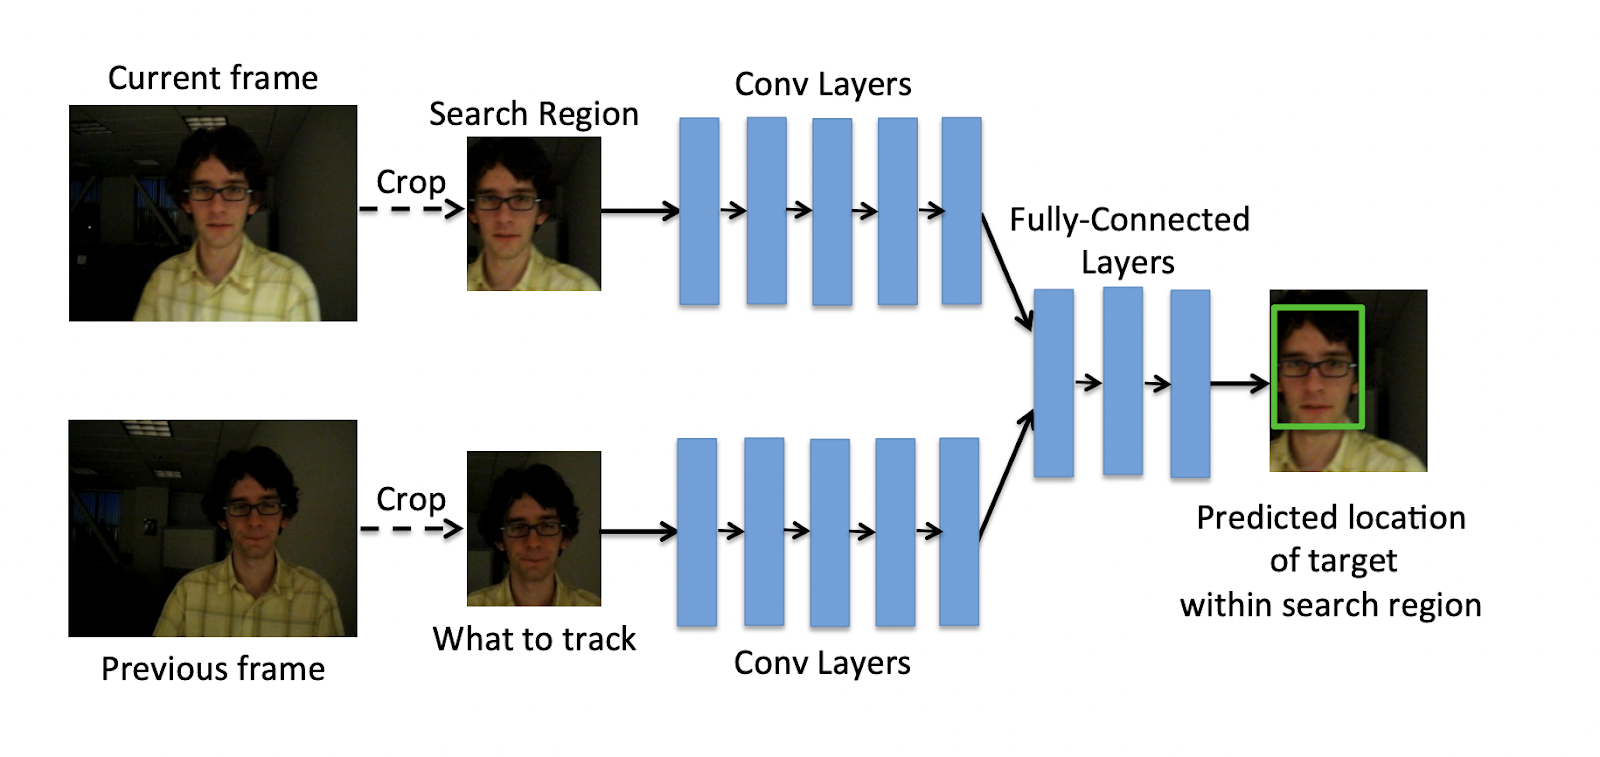 Current frame
Search Region
Crop
Conv Layers
Fully-Connected
Layers
Crop
Previous frame
What to track
Conv Layers
Predicted location
of target
within search region